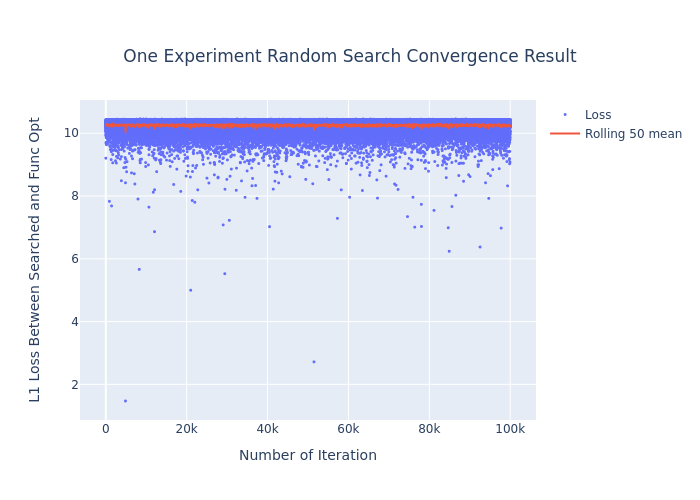 One Experiment Random Search Convergence Result
Loss
Rolling 50 mean
L1 Loss Between Searched and Func Opt
10
8
6
4
2
0
20k
40k
60k
80k
100k
Number of Iteration